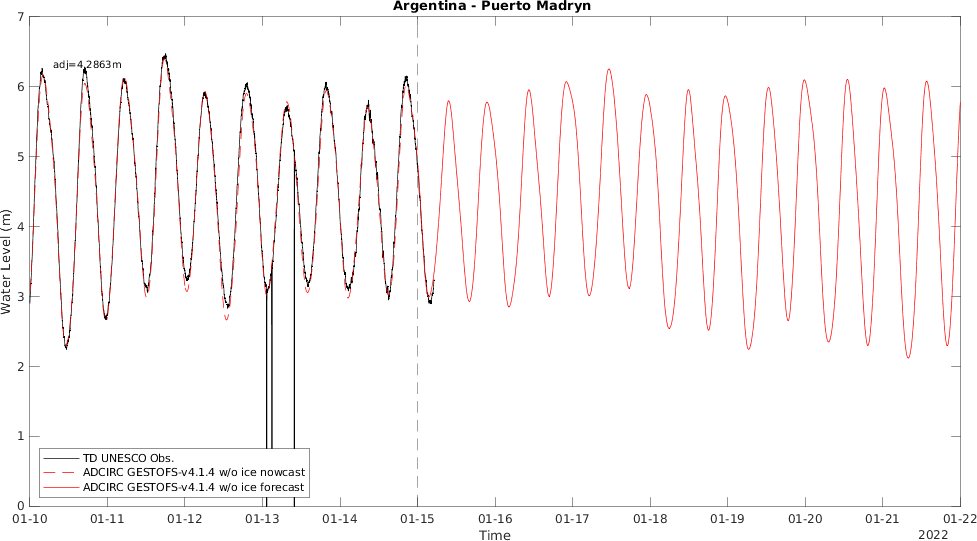 Argentina - Puerto Madryn
7
6
5
4
3
2
1
0
Water Level (m)
adj=4.2863m
TD UNESCO Obs.
ADCIRC GESTOFS-v4.1.4 w/o ice nowcast
ADCIRC GESTOFS-v4.1.4 w/o ice forecast
01-10 01-11 01-12 01-13 01-14 01-15 01-16 01-17 01-18 01-19 01-20 01-21 01-22
Time
2022